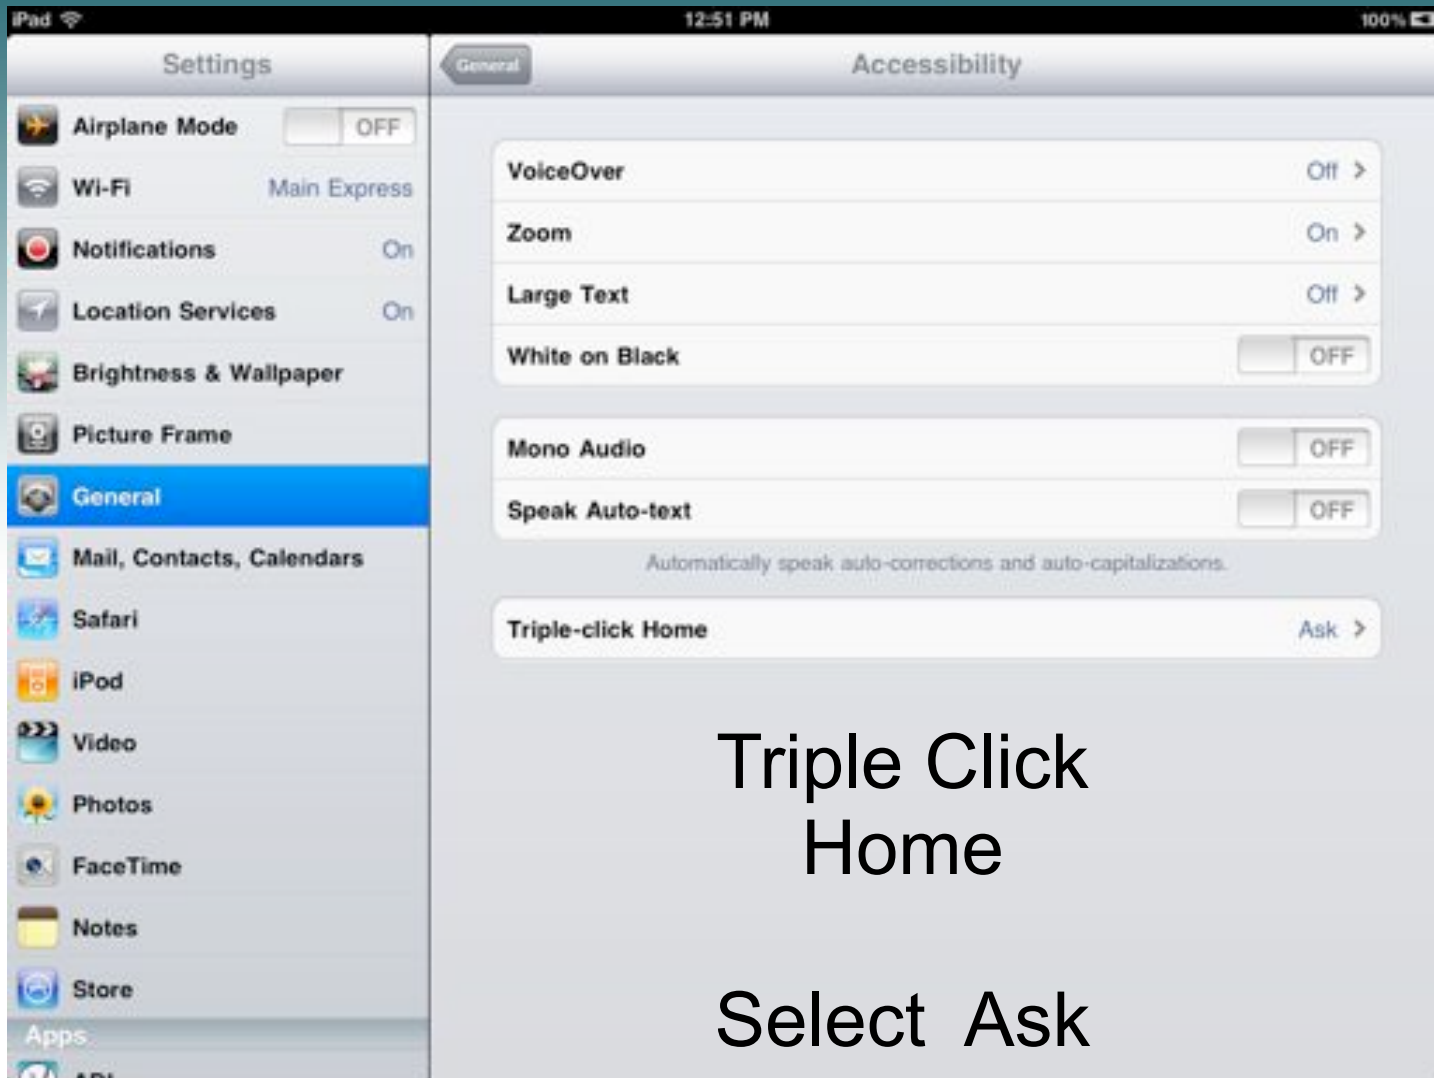 iPad 12:51 PM 100%
Settings
General
Accessibility
Airplane Mode OFF
Wi-Fi Main Express
Notifications On
Location Services On
Brightness & Wallpaper
Picture Frame
General
Mail, Contacts, Calendars
Safari
iPod
Video
Photos
FaceTime
Notes
Store
Apps
VoiceOver Off >
Zoom On >
Large Text Off >
White on Black OFF
Mono Audio OFF
Speak Auto-text OFF
Automatically speak auto-corrections and auto-capitalizations.
Triple-click Home Ask >
Triple Click
Home
Select Ask